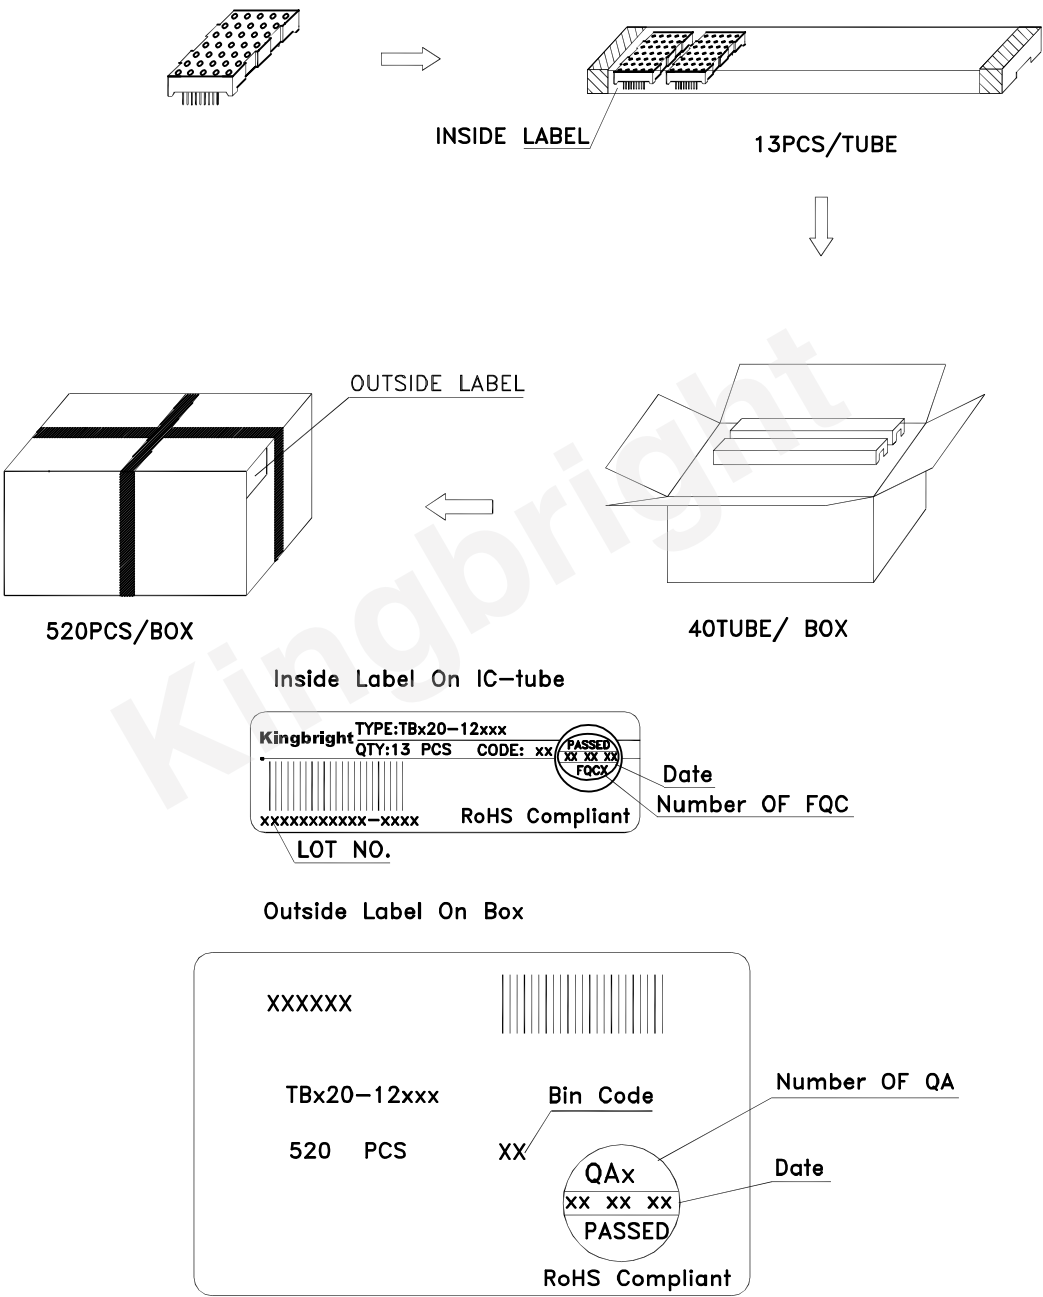 INSIDE LABEL
13PCS/TUBE
OUTSIDE LABEL
520PCS/BOX
40TUBE/ BOX
Kingbright
Inside Label On IC-tube
Kingbright
TYPE:TBx20-12xxx
QTY:13 PCS CODE: xx
PASSED
xx xx xx
FQCX
Date
Number OF FQC
xxxxxxxxxxx-xxxx
RoHS Compliant
LOT NO.
Outside Label On Box
XXXXXX
TBx20-12xxx
Bin Code
Number OF QA
520 PCS
XX
QAx
Date
xx xx xx
PASSED
RoHS Compliant